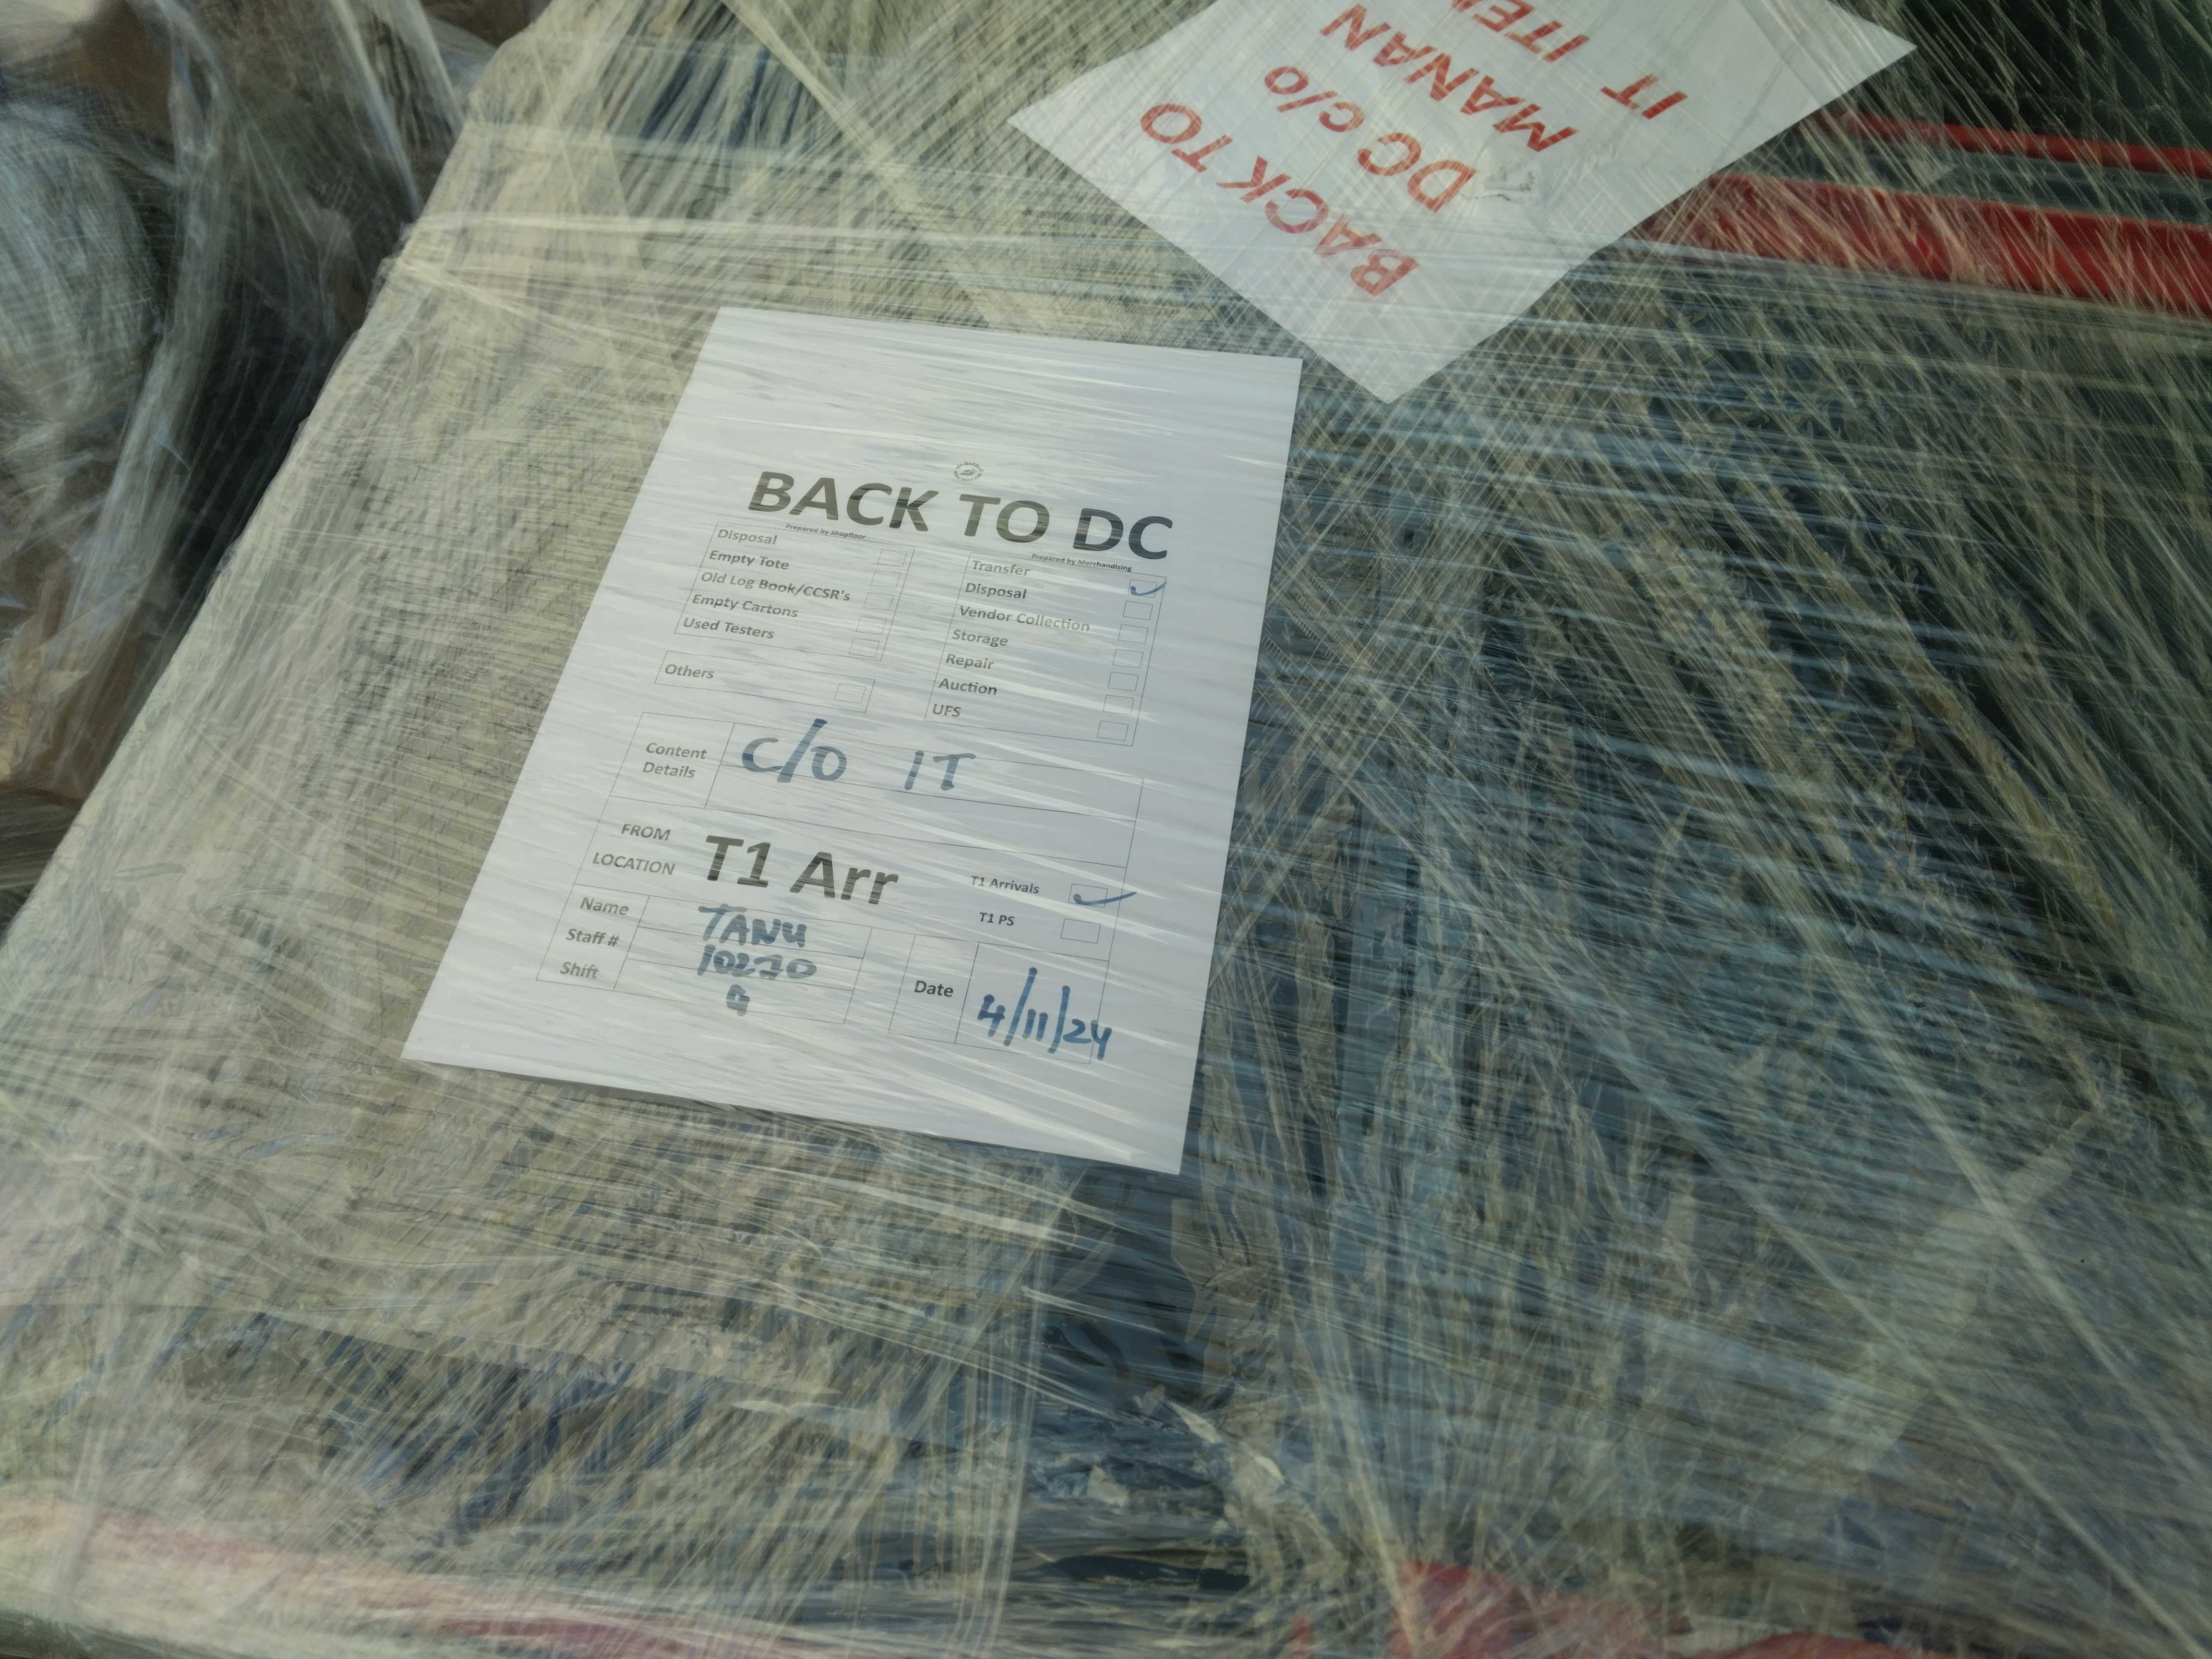 BACK TO
DC c/o
MANAN
IT ITE
BACK TO DC
Prepared by Shopfloor
Disposal
Empty Tote
Old Log Book/CCSR's
Empty Cartons
Used Testers
Others
Prepared by Merchandising
Transfer ✓
Disposal
Vendor Collection
Storage
Repair
Auction
UFS
Content Details
C/O IT
FROM LOCATION
T1 Arr
T1 Arrivals ✓
T1 PS
Name TANU
Staff # 10270
Shift
Date 4/11/24